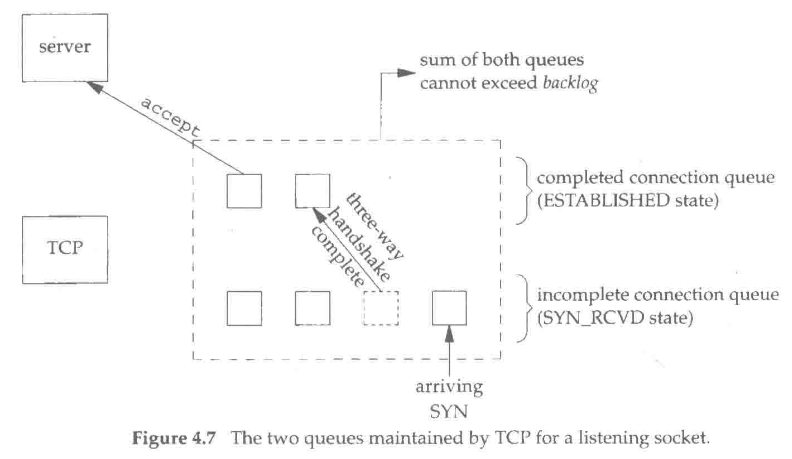 server
sum of both queues
cannot exceed backlog
accept
completed connection queue
(ESTABLISHED state)
three-way
handshake
complete
TCP
incomplete connection queue
(SYN_RCVD state)
arriving
SYN
Figure 4.7 The two queues maintained by TCP for a listening socket.